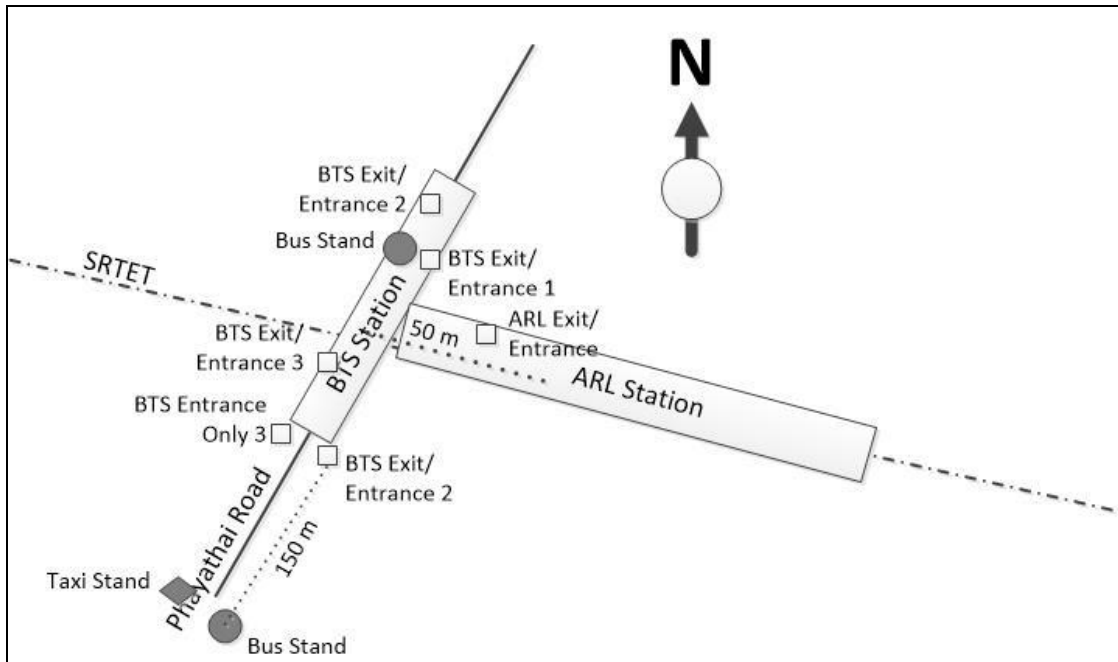 N
BTS Exit/
Entrance 2
Bus Stand
SRTET
BTS Exit/
Entrance 1
BTS Station
50 m
ARL Exit/
Entrance
BTS Exit/
Entrance 3
ARL Station
BTS Entrance
Only 3
BTS Exit/
Entrance 2
Phayathai Road
150 m
Taxi Stand
Bus Stand